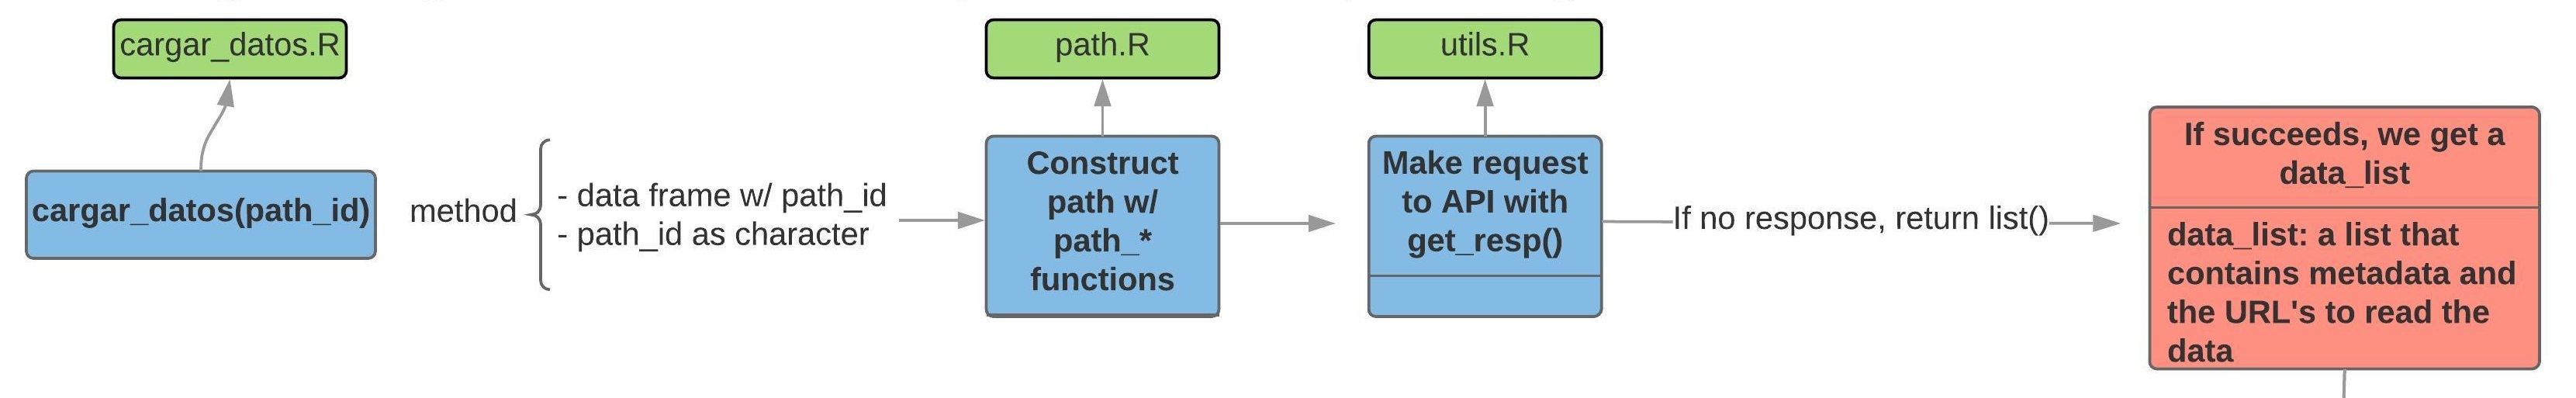 cargar_datos.R
path.R
utils.R
cargar_datos(path_id)
method
- data frame w/ path_id
- path_id as character
Construct
path w/
path_*
functions
Make request
to API with
get_resp()
If no response, return list()
If succeeds, we get a
data_list
data_list: a list that
contains metadata and
the URL's to read the
data